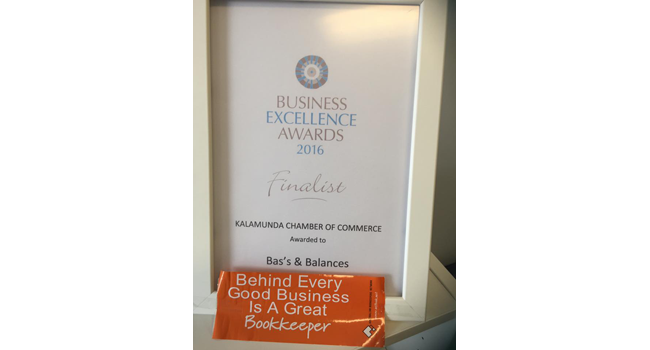 BUSINESS
EXCELLENCE
AWARDS
2016
Finalist
KALAMUNDA CHAMBER OF COMMERCE
Awarded to
Bas's & Balances
Behind Every
Good Business
Is A Great
Bookkeeper